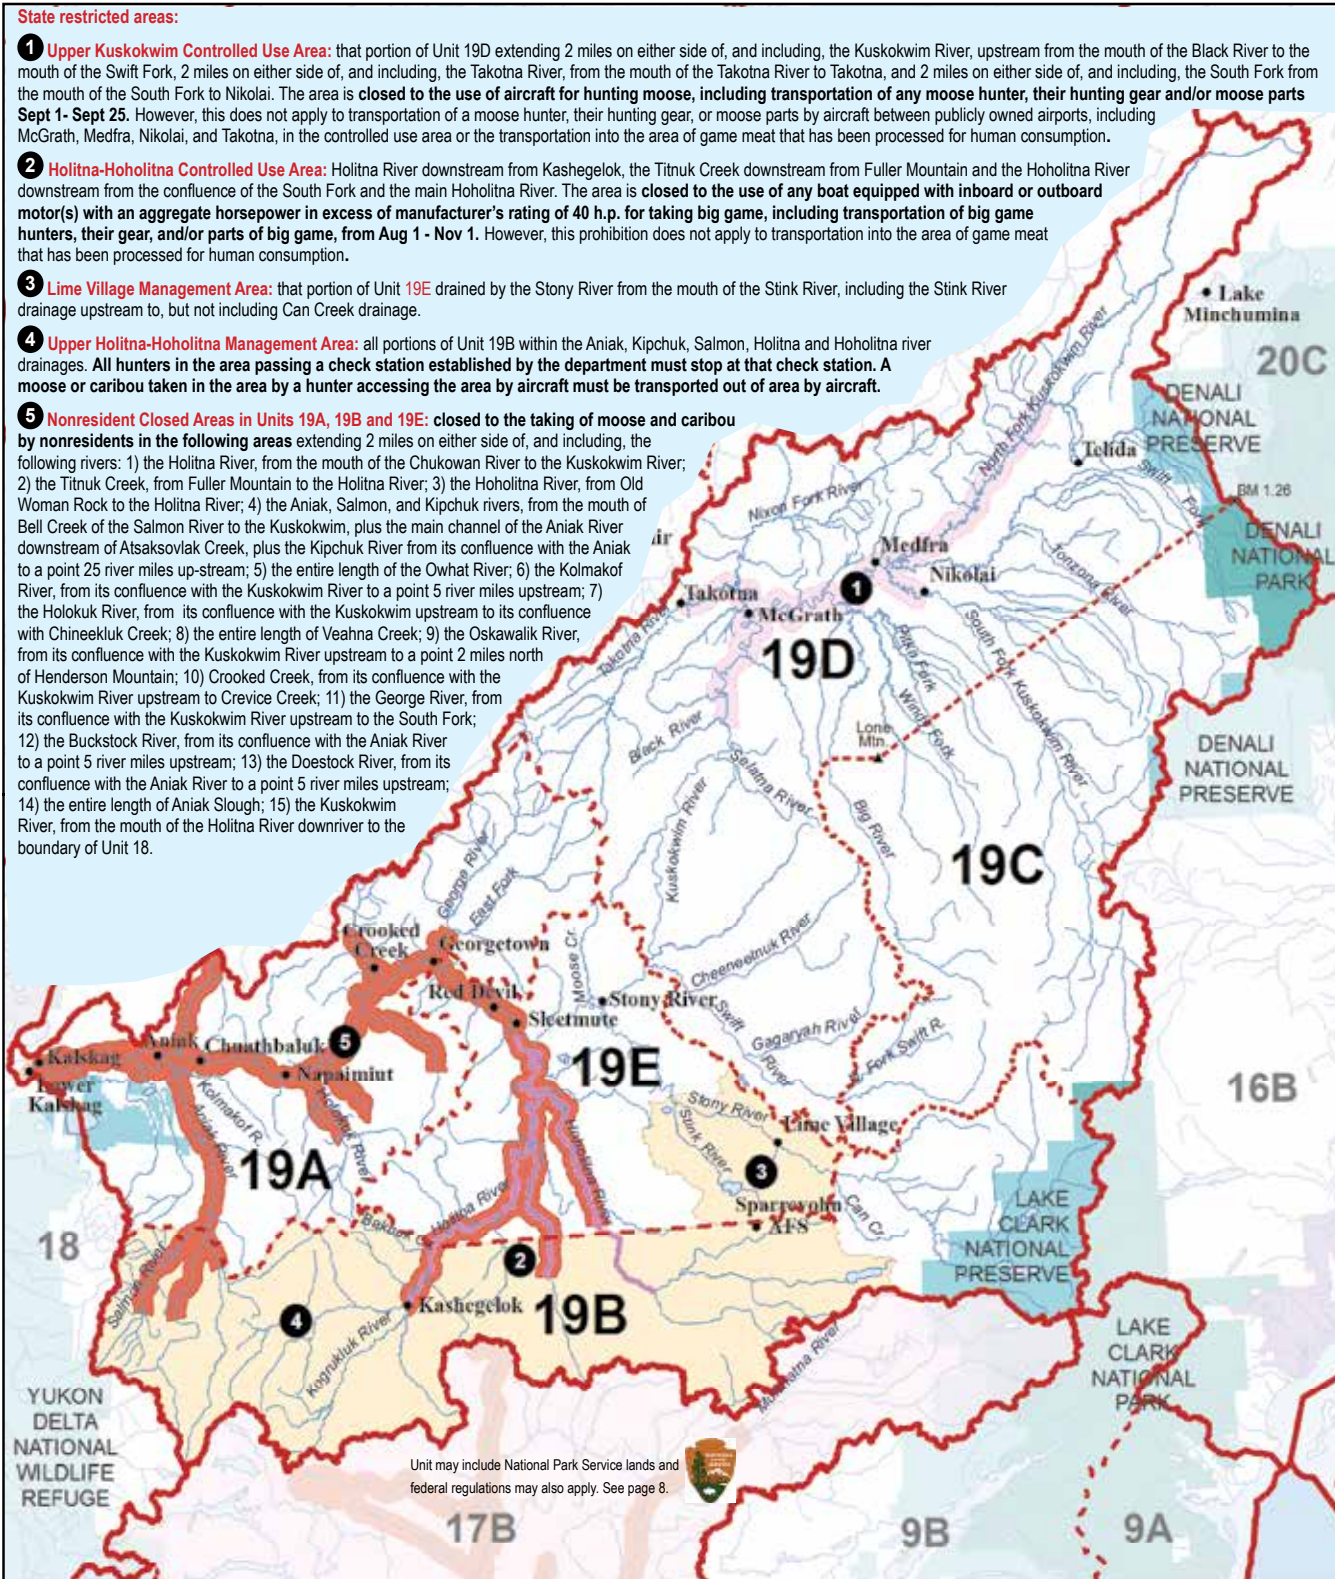 State restricted areas:
1 Upper Kuskokwim Controlled Use Area: that portion of Unit 19D extending 2 miles on either side of, and including, the Kuskokwim River, upstream from the mouth of the Black River to the
mouth of the Swift Fork, 2 miles on either side of, and including, the Takotna River, from the mouth of the Takotna River to Takotna, and 2 miles on either side of, and including, the South Fork from
the mouth of the South Fork to Nikolai. The area is closed to the use of aircraft for hunting moose, including transportation of any moose hunter, their hunting gear and/or moose parts
Sept 1- Sept 25. However, this does not apply to transportation of a moose hunter, their hunting gear, or moose parts by aircraft between publicly owned airports, including
McGrath, Medfra, Nikolai, and Takotna, in the controlled use area or the transportation into the area of game meat that has been processed for human consumption.
2 Holitna-Hoholitna Controlled Use Area: Holitna River downstream from Kashegelok, the Titnuk Creek downstream from Fuller Mountain and the Hoholitna River
downstream from the confluence of the South Fork and the main Hoholitna River. The area is closed to the use of any boat equipped with inboard or outboard
motor(s) with an aggregate horsepower in excess of manufacturer's rating of 40 h.p. for taking big game, including transportation of big game
hunters, their gear, and/or parts of big game, from Aug 1 - Nov 1. However, this prohibition does not apply to transportation into the area of game meat
that has been processed for human consumption.
3 Lime Village Management Area: that portion of Unit 19E drained by the Stony River from the mouth of the Stink River, including the Stink River
drainage upstream to, but not including Can Creek drainage.
4 Upper Holitna-Hoholitna Management Area: all portions of Unit 19B within the Aniak, Kipchuk, Salmon, Holitna and Hoholitna river
drainages. All hunters in the area passing a check station established by the department must stop at that check station. A
moose or caribou taken in the area by a hunter accessing the area by aircraft must be transported out of area by aircraft.
5 Nonresident Closed Areas in Units 19A, 19B and 19E: closed to the taking of moose and caribou
by nonresidents in the following areas extending 2 miles on either side of, and including, the
following rivers: 1) the Holitna River, from the mouth of the Chukowan River to the Kuskokwim River;
2) the Titnuk Creek, from Fuller Mountain to the Holitna River; 3) the Hoholitna River, from Old
Woman Rock to the Holitna River; 4) the Aniak, Salmon, and Kipchuk rivers, from the mouth of
Bell Creek of the Salmon River to the Kuskokwim, plus the main channel of the Aniak River
downstream of Atsaksovlak Creek, plus the Kipchuk River from its confluence with the Aniak
to a point 25 river miles up-stream; 5) the entire length of the Owhat River; 6) the Kolmakof
River, from its confluence with the Kuskokwim River to a point 5 river miles upstream; 7)
the Holokuk River, from its confluence with the Kuskokwim upstream to its confluence
with Chineekluk Creek; 8) the entire length of Veahna Creek; 9) the Oskawalik River,
from its confluence with the Kuskokwim River upstream to a point 2 miles north
of Henderson Mountain; 10) Crooked Creek, from its confluence with the
Kuskokwim River upstream to Crevice Creek; 11) the George River, from
its confluence with the Kuskokwim River upstream to the South Fork;
12) the Buckstock River, from its confluence with the Aniak River
to a point 5 river miles upstream; 13) the Doestock River, from its
confluence with the Aniak River to a point 5 river miles upstream;
14) the entire length of Aniak Slough; 15) the Kuskokwim
River, from the mouth of the Holitna River downriver to the
boundary of Unit 18.
Lake
Minchumina
20C
DENALI
NATIONAL
PRESERVE
Telida
Swift Fork
BM 1.26
DENALI
NATIONAL
PARK
North Fork Kuskokwim River
Nixon Fork River
Medfra
Nikolai
Tonzona River
Takotna
1
McGrath
19D
Takotna River
South Fork Kuskokwim River
Pitka Fork
Windy Fork
Black River
Lone
Mtn.
Selatna River
Big River
DENALI
NATIONAL
PRESERVE
Kuskokwim River
19C
George River
East Fork
Crooked
Creek
Georgetown
Moose Cr.
Cheeneetnuk River
Red Devil
Stony River
Sleetmute
Swift River
Gagaryah River
Fork Swift R.
Kalskag
Aniak
Chuathbaluk
5
Napaimiut
19E
16B
Lower
Kalskag
Kolmakof R.
Aniak River
Holokuk River
Stony River
Stink River
Lime Village
19A
Hoholitna River
3
Sparrevohn
AFS
Can Cr.
LAKE
CLARK
NATIONAL
PRESERVE
Holitna River
18
Salmon River
2
Kashegelok
19B
4
Kogrukluk River
Mulchatna River
LAKE
CLARK
NATIONAL
PARK
YUKON
DELTA
NATIONAL
WILDLIFE
REFUGE
Unit may include National Park Service lands and
federal regulations may also apply. See page 8.
17B
9B
9A